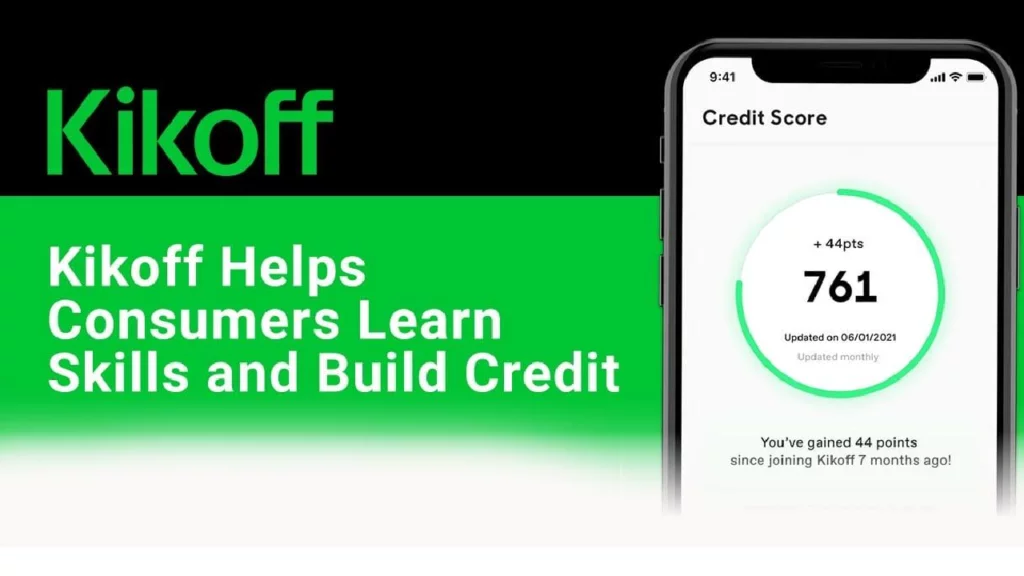 Kikoff
Kikoff Helps
Consumers Learn
Skills and Build Credit
9:41
Credit Score
+ 44pts
761
Updated on 06/01/2021
Updated monthly
You've gained 44 points
since joining Kikoff 7 months ago!